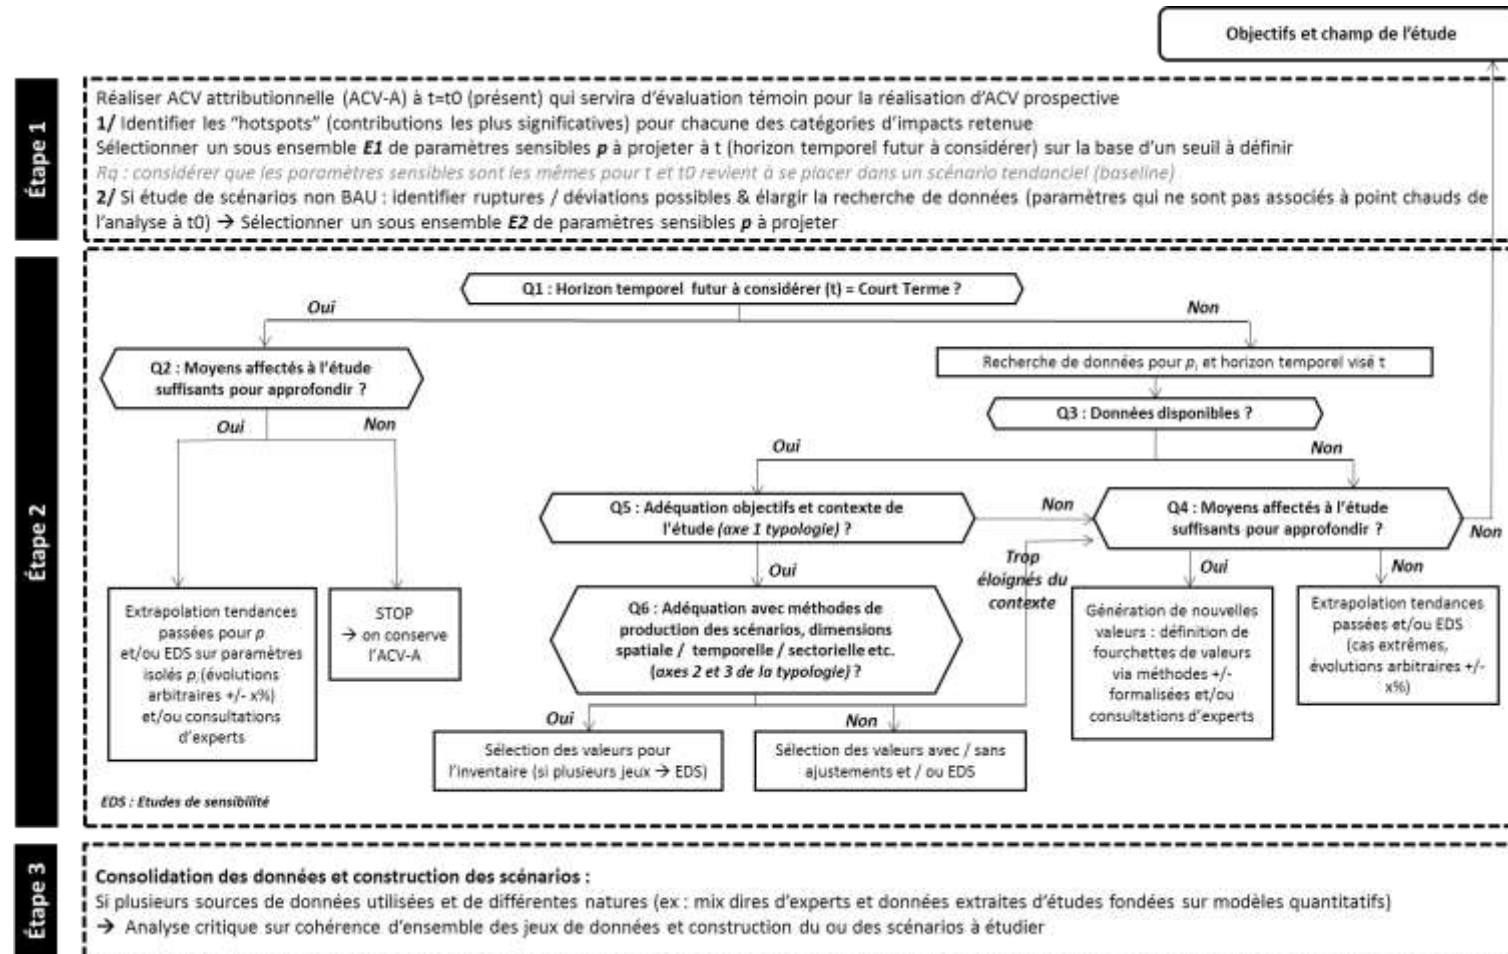 Objectifs et champ de l'étude
Étape 1
Réaliser ACV attributionnelle (ACV-A) à t=t0 (présent) qui servira d'évaluation témoin pour la réalisation d'ACV prospective
1/ Identifier les "hotspots" (contributions les plus significatives) pour chacune des catégories d'impacts retenue
Sélectionner un sous ensemble E1 de paramètres sensibles p à projeter à t (horizon temporel futur à considérer) sur la base d'un seuil à définir
Rq : considérer que les paramètres sensibles sont les mêmes pour t et t0 revient à se placer dans un scénario tendanciel (baseline)
2/ Si étude de scénarios non BAU : identifier ruptures / déviations possibles & élargir la recherche de données (paramètres qui ne sont pas associés à point chauds de
l'analyse à t0) → Sélectionner un sous ensemble E2 de paramètres sensibles p à projeter
Étape 2
Q1 : Horizon temporel futur à considérer (t) = Court Terme ?
Oui
Non
Q2 : Moyens affectés à l'étude
suffisants pour approfondir ?
Recherche de données pour pi et horizon temporel visé t
Q3 : Données disponibles ?
Oui
Non
Oui
Non
Q5 : Adéquation objectifs et contexte de
l'étude (axe 1 typologie) ?
Non
Q4 : Moyens affectés à l'étude
suffisants pour approfondir ?
Non
Oui
Trop
éloignés du
contexte
Oui
Non
Extrapolation tendances
passées pour p
et/ou EDS sur paramètres
isolés pi (évolutions
arbitraires +/- x%)
et/ou consultations
d'experts
STOP
→ on conserve
l'ACV-A
Q6 : Adéquation avec méthodes de
production des scénarios, dimensions
spatiale / temporelle / sectorielle etc.
(axes 2 et 3 de la typologie) ?
Génération de nouvelles
valeurs : définition de
fourchettes de valeurs
via méthodes +/-
formalisées et/ou
consultations d'experts
Extrapolation tendances
passées et/ou EDS
(cas extrêmes,
évolutions arbitraires +/-
x%)
Oui
Non
Sélection des valeurs pour
l'inventaire (si plusieurs jeux → EDS)
Sélection des valeurs avec / sans
ajustements et / ou EDS
EDS : Etudes de sensibilité
Étape 3
Consolidation des données et construction des scénarios :
Si plusieurs sources de données utilisées et de différentes natures (ex : mix dires d'experts et données extraites d'études fondées sur modèles quantitatifs)
→ Analyse critique sur cohérence d'ensemble des jeux de données et construction du ou des scénarios à étudier